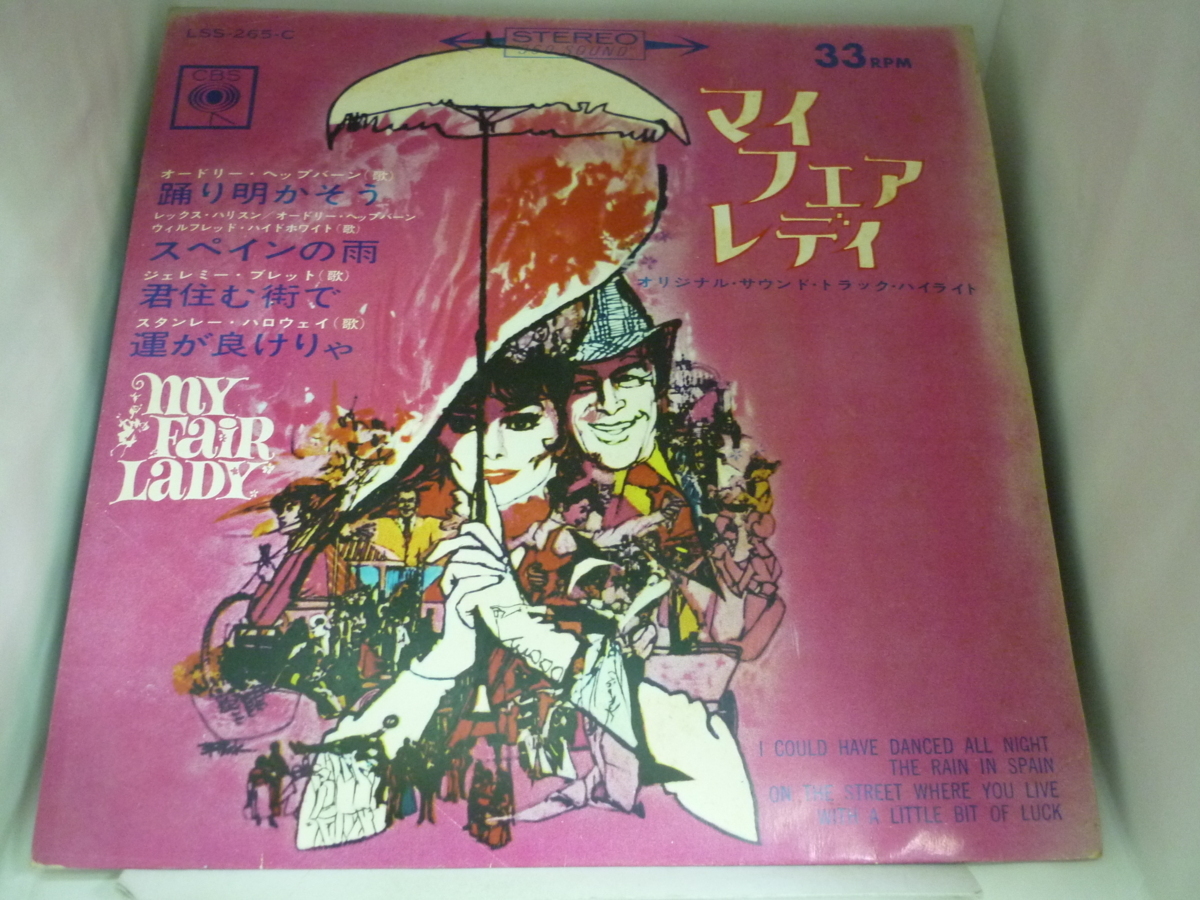 LSS-265-C
STEREO
"360 SOUND"
33 RPM
CBS
マイ
フェア
レディ
オリジナル・サウンド・トラック・ハイライト
オードリー・ヘップバーン(歌)
踊り明かそう
レックス・ハリスン/オードリー・ヘップバーン
ウィルフレッド・ハイドホワイト(歌)
スペインの雨
ジェレミー・ブレット(歌)
君住む街で
スタンレー・ハロウェイ(歌)
運が良けりゃ
MY
FAIR
LADY
I COULD HAVE DANCED ALL NIGHT
THE RAIN IN SPAIN
ON THE STREET WHERE YOU LIVE
WITH A LITTLE BIT OF LUCK